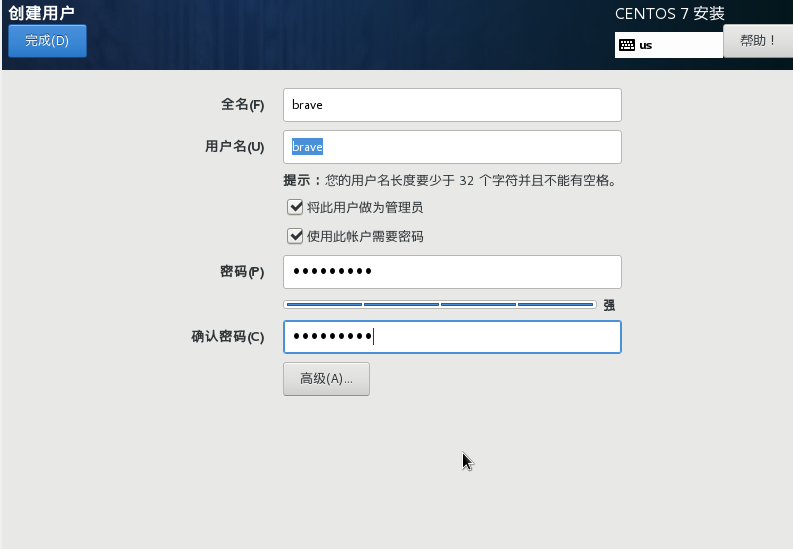 创建用户
CENTOS 7 安装
完成(D)
us
帮助！
全名(F)
brave
用户名(U)
brave
提示：您的用户名长度要少于 32 个字符并且不能有空格。
将此用户做为管理员
使用此帐户需要密码
密码(P)
●●●●●●●●●
强
确认密码(C)
●●●●●●●●●
高级(A)...